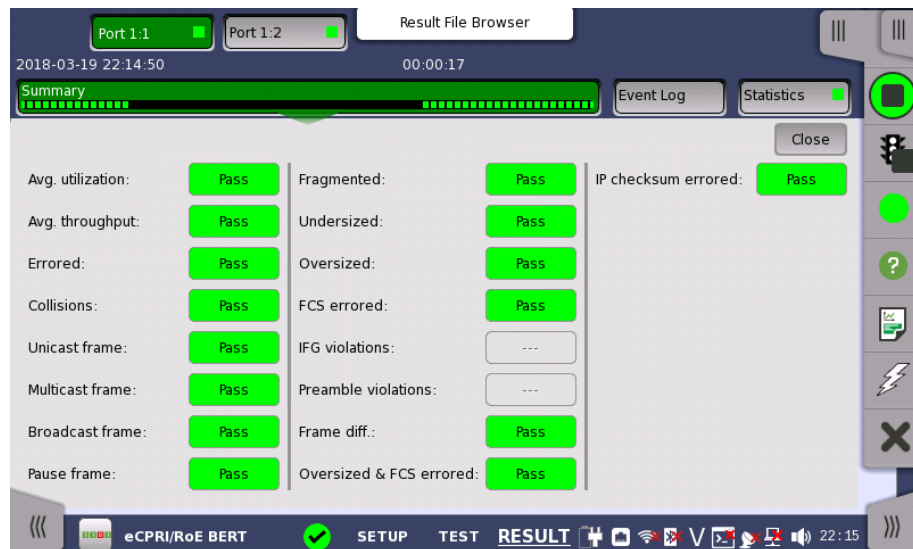 Port 1:1
Port 1:2
Result File Browser
2018-03-19 22:14:50
00:00:17
Summary
Event Log
Statistics
Close
Avg. utilization: Pass
Fragmented: Pass
IP checksum errored: Pass
Avg. throughput: Pass
Undersized: Pass
Errored: Pass
Oversized: Pass
Collisions: Pass
FCS errored: Pass
Unicast frame: Pass
IFG violations: ---
Multicast frame: Pass
Preamble violations: ---
Broadcast frame: Pass
Frame diff.: Pass
Pause frame: Pass
Oversized & FCS errored: Pass
eCPRI/RoE BERT
SETUP
TEST
RESULT
V
22:15